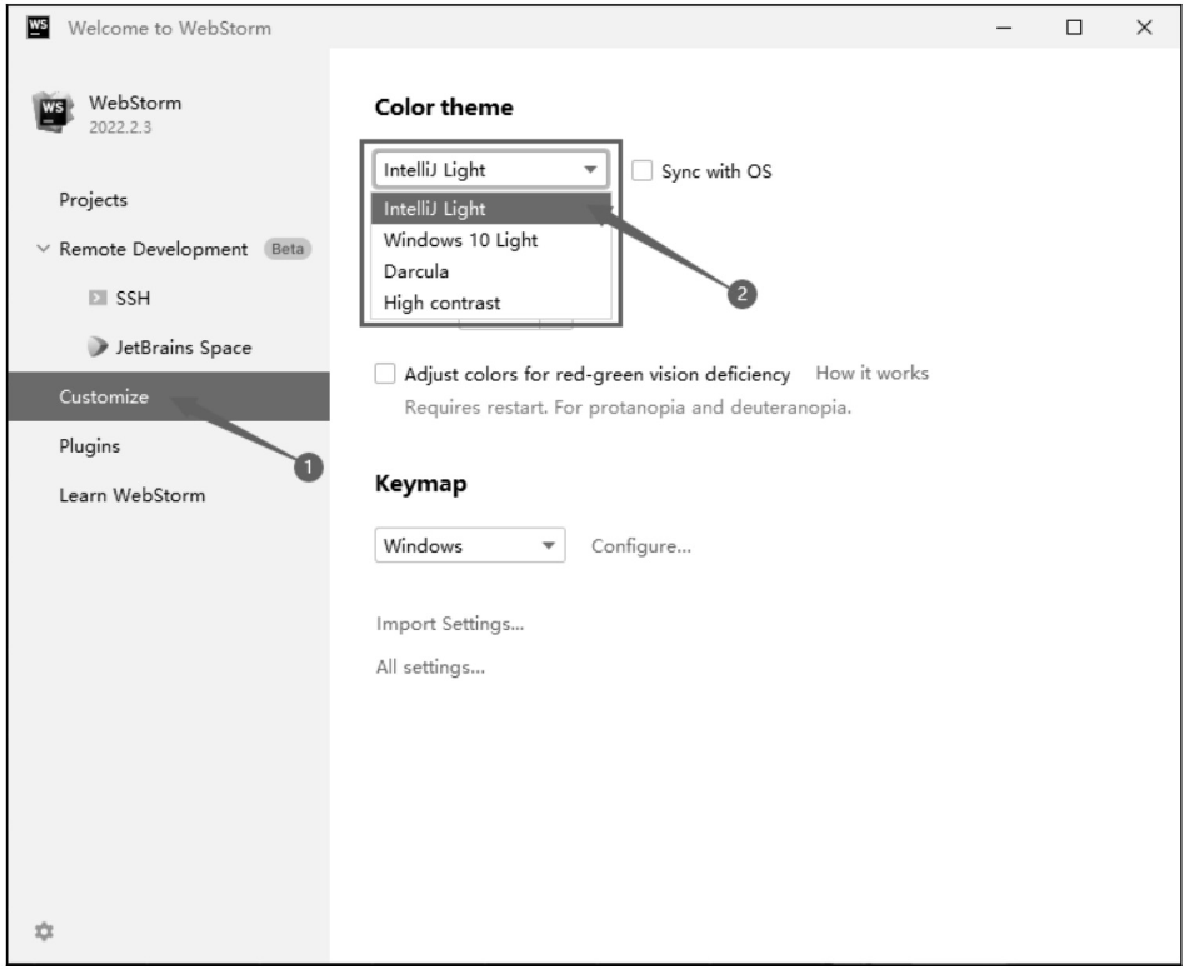 WS Welcome to WebStorm
WS WebStorm
2022.2.3
Projects
Remote Development Beta
SSH
JetBrains Space
Customize
1
Plugins
Learn WebStorm
Color theme
IntelliJ Light
Sync with OS
IntelliJ Light
Windows 10 Light
Darcula
High contrast
2
Adjust colors for red-green vision deficiency How it works
Requires restart. For protanopia and deuteranopia.
Keymap
Windows Configure...
Import Settings...
All settings...